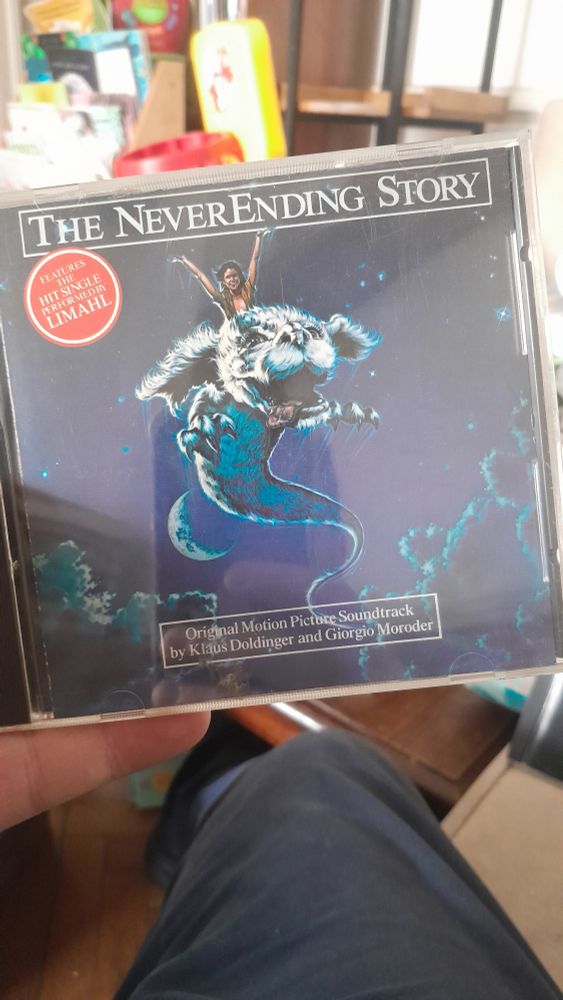 THE NEVERENDING STORY
FEATURES
THE
HIT SINGLE
PERFORMED BY
LIMAHL
Original Motion Picture Soundtrack
by Klaus Doldinger and Giorgio Moroder